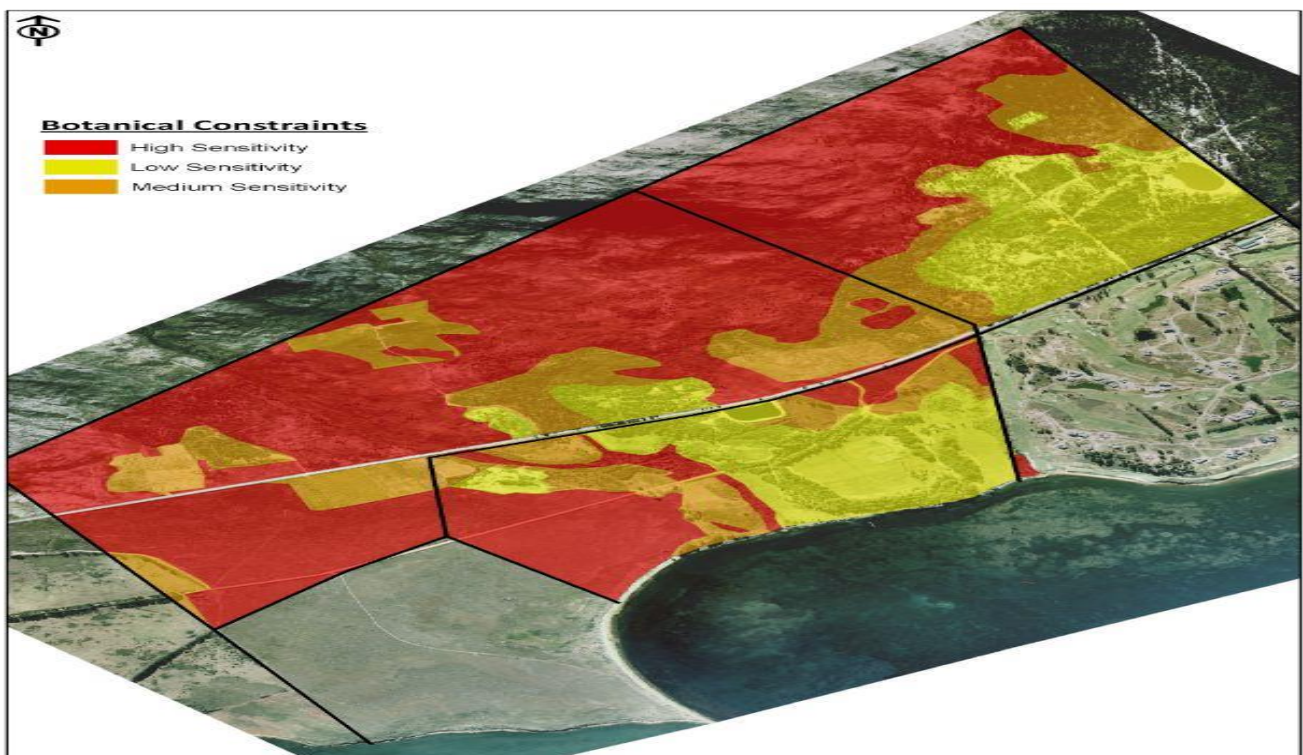 N
Botanical Constraints
High Sensitivity
Low Sensitivity
Medium Sensitivity